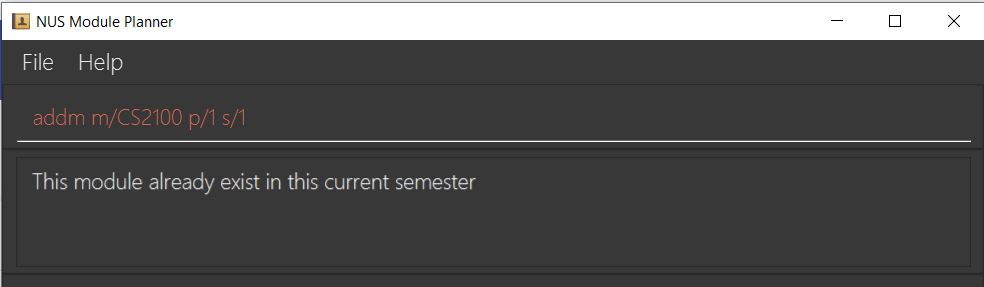 NUS Module Planner
File Help
addm m/CS2100 p/1 s/1
This module already exist in this current semester